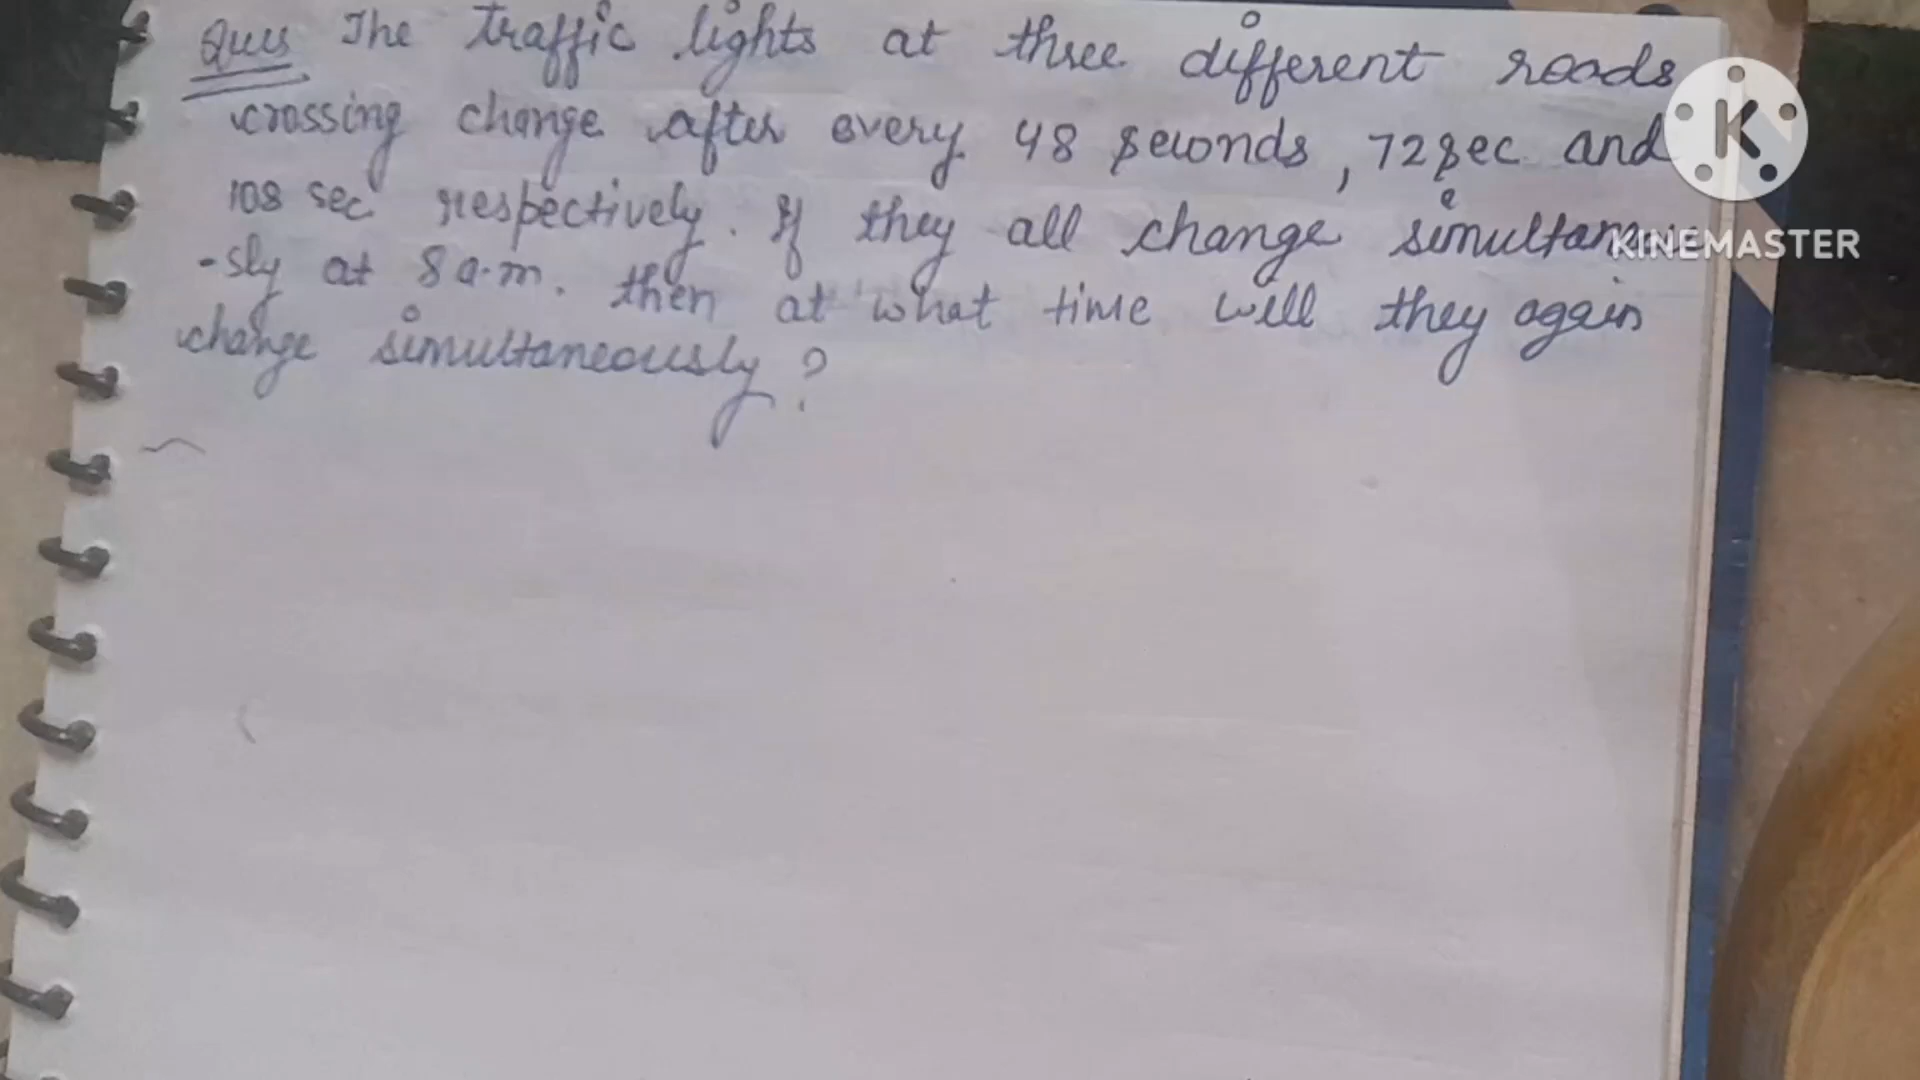 Ques The traffic lights at three different roads
crossing change after every 48 seconds, 72 sec and
108 sec respectively. If they all change simultaneou
-sly at 8 a.m. then at what time will they again
change simultaneously?
K
KINEMASTER